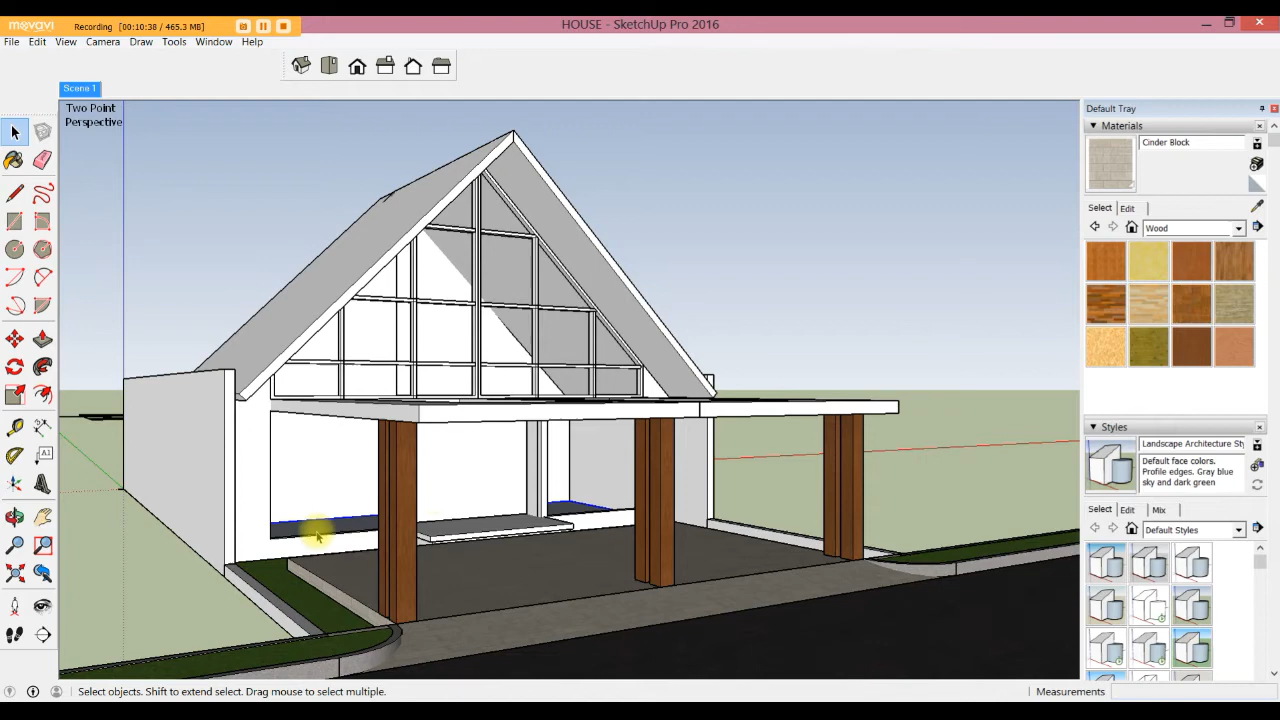 movavi
Recording [00:10:38 / 465.3 MB]
HOUSE - SketchUp Pro 2016
File Edit View Camera Draw Tools Window Help
Scene 1
Two Point
Perspective
A1
Default Tray
Materials
Cinder Block
Select Edit
Wood
Styles
Landscape Architecture Sty
Default face colors.
Profile edges. Gray blue
sky and dark green
Select Edit Mix
Default Styles
Select objects. Shift to extend select. Drag mouse to select multiple.
Measurements